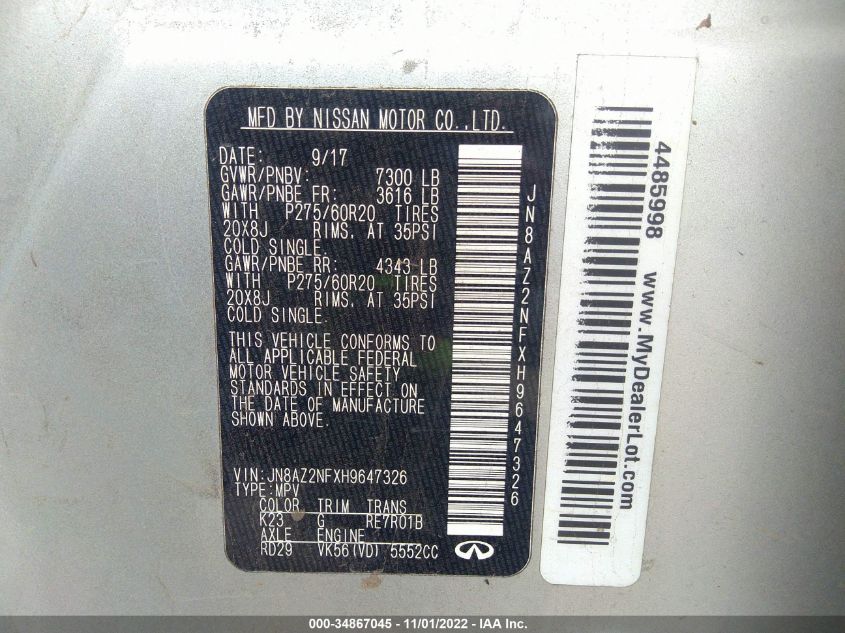 MFD BY NISSAN MOTOR CO.,LTD.
DATE: 9/17
GVWR/PNBV: 7300 LB
GAWR/PNBE FR: 3616 LB
WITH P275/60R20 TIRES
20X8J RIMS, AT 35PSI
COLD SINGLE.
GAWR/PNBE RR: 4343 LB
WITH P275/60R20 TIRES
20X8J RIMS, AT 35PSI
COLD SINGLE.
THIS VEHICLE CONFORMS TO
ALL APPLICABLE FEDERAL
MOTOR VEHICLE SAFETY
STANDARDS IN EFFECT ON
THE DATE OF MANUFACTURE
SHOWN ABOVE.
VIN:JN8AZ2NFXH9647326
TYPE:MPV
COLOR TRIM TRANS
K23 G RE7R01B
AXLE ENGINE
RD29 VK56(VD) 5552CC
JN8AZ2NFXH9647326
4485998 www.MyDealerLot.com
000-34867045 - 11/01/2022 - IAA Inc.